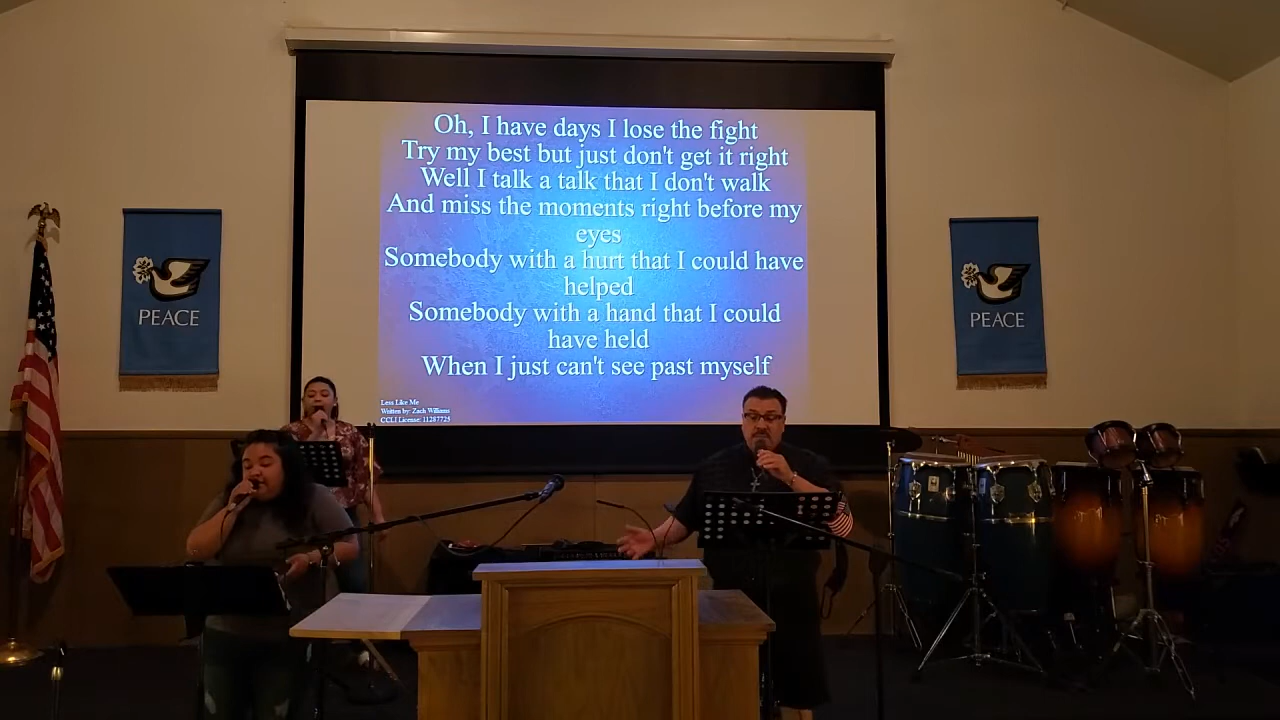 Oh, I have days I lose the fight
Try my best but just don't get it right
Well I talk a talk that I don't walk
And miss the moments right before my
eyes
Somebody with a hurt that I could have
helped
Somebody with a hand that I could
have held
When I just can't see past myself
Less Like Me
Written by: Zach Williams
CCLI License: 11287723
PEACE
PEACE